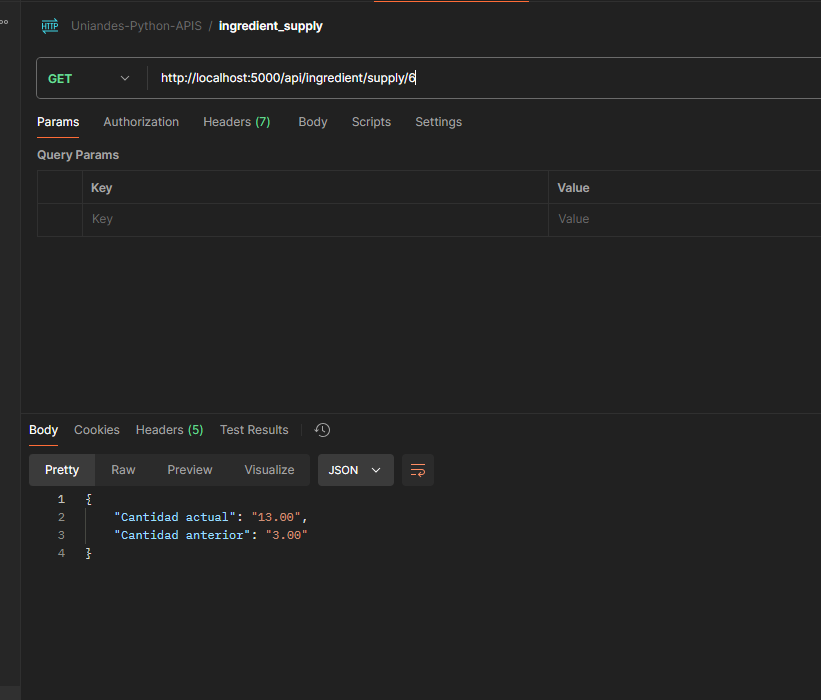 HTTP Uniandes-Python-APIS / ingredient_supply
GET http://localhost:5000/api/ingredient/supply/6
Params Authorization Headers (7) Body Scripts Settings
Query Params
Key Value
Key Value
Body Cookies Headers (5) Test Results
Pretty Raw Preview Visualize JSON
1 {
2 "Cantidad actual": "13.00",
3 "Cantidad anterior": "3.00"
4 }